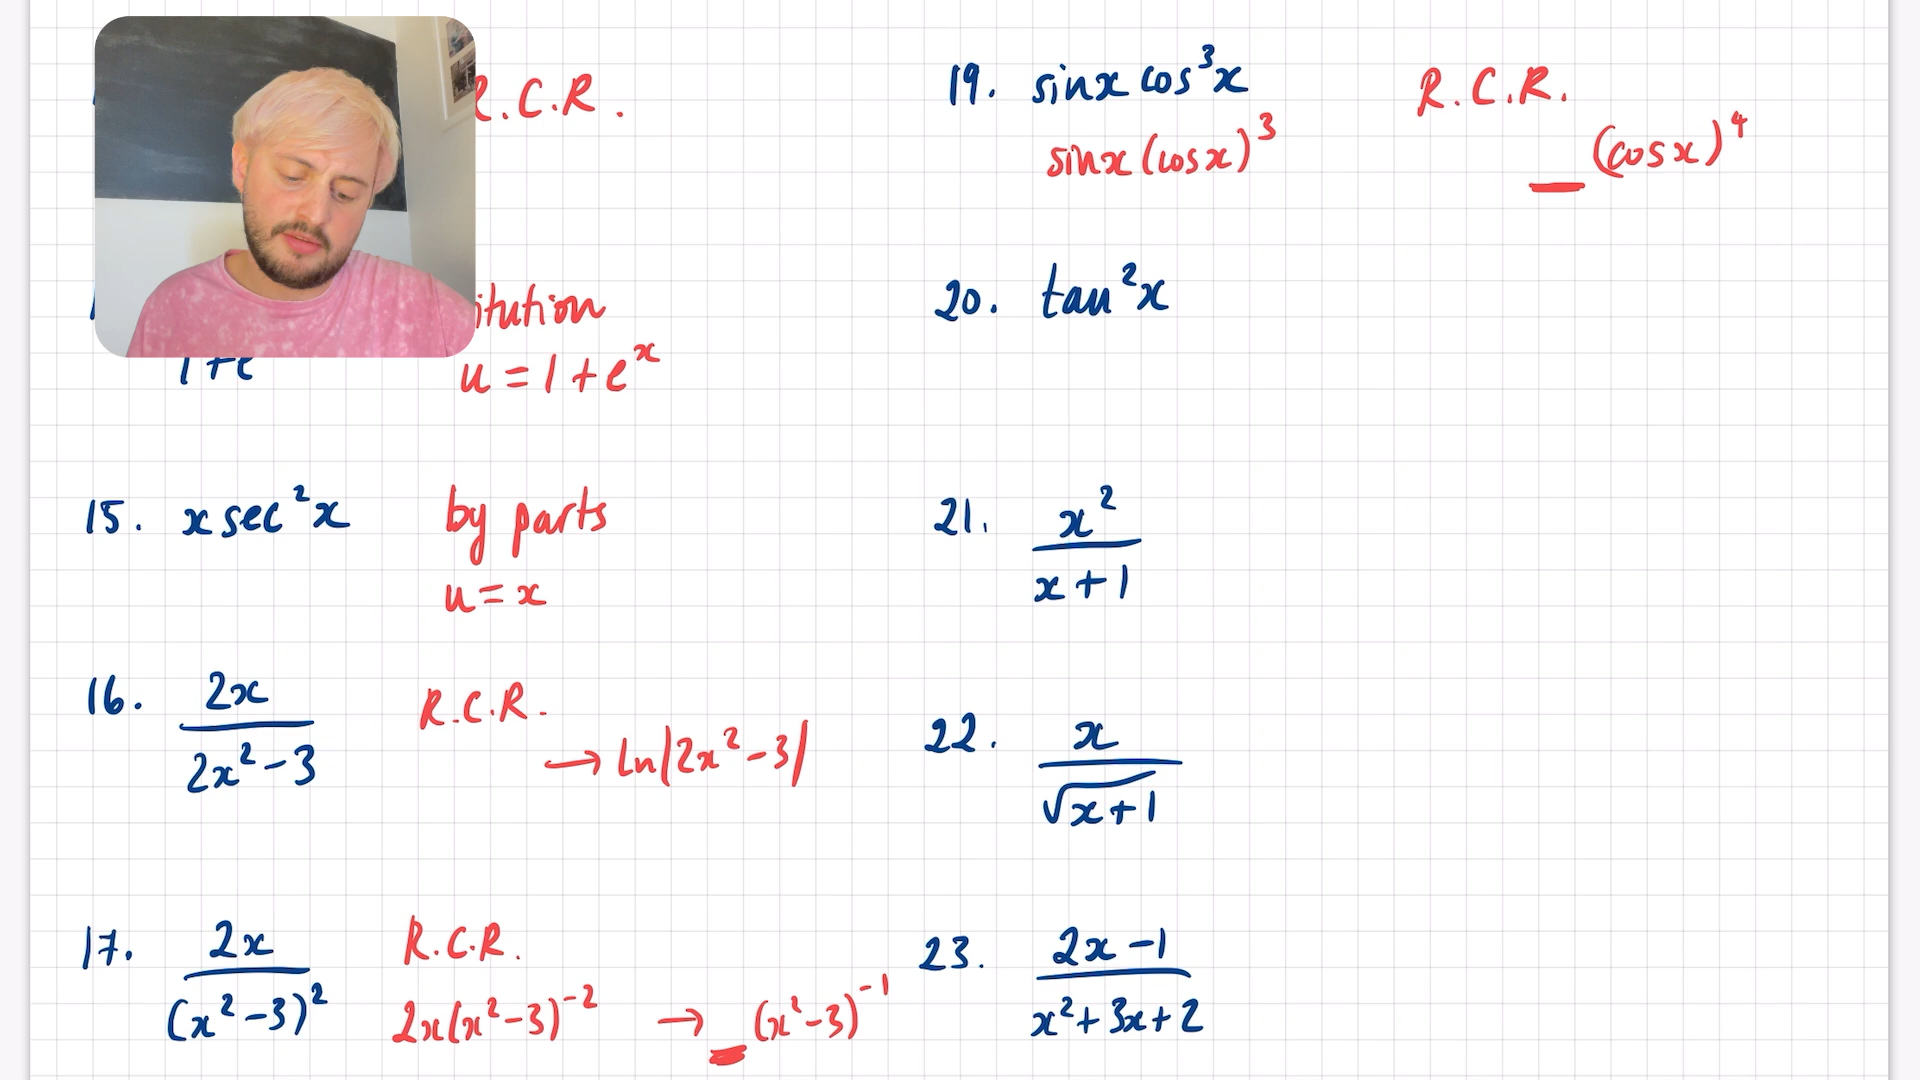 R.C.R.
u = 1 + e^x
15. x sec²x by parts
u = x
16. 2x R.C.R.
2x² - 3 → ln|2x² - 3|
17. 2x R.C.R.
(x² - 3)² 2x(x² - 3)^-2 → _ (x² - 3)^-1
19. sinx cos³x R.C.R.
sinx (cosx)³ _ (cosx)⁴
20. tan²x
21. x²
x + 1
22. x
√x + 1
23. 2x - 1
x² + 3x + 2